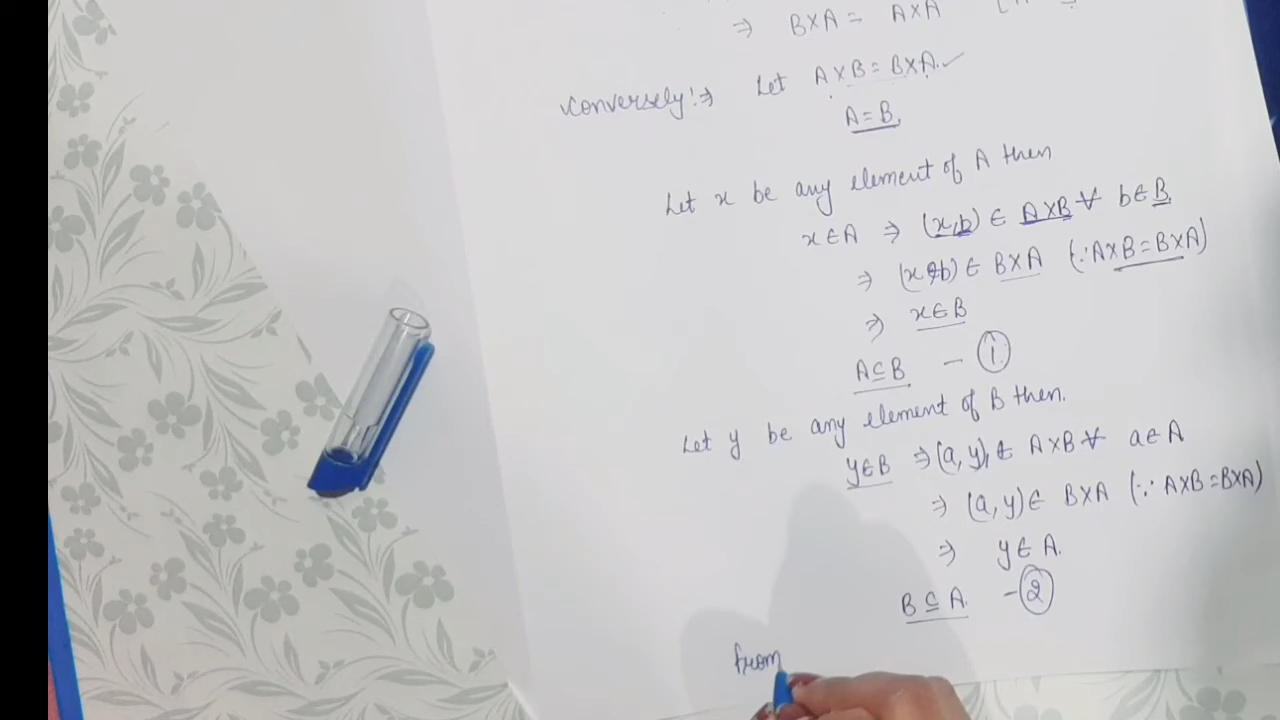 ⇒ B×A = A×A
Conversely:⇒ Let A×B = B×A.
A = B.
Let x be any element of A then
x∈A ⇒ (x,b) ∈ A×B ∀ b∈B
⇒ (x,b) ∈ B×A (∵A×B=B×A)
⇒ x∈B
A⊆B - ①
Let y be any element of B then.
y∈B ⇒ (a,y) ∈ A×B ∀ a∈A
⇒ (a,y)∈ B×A (∵ A×B=B×A)
⇒ y∈A.
B⊆A. - ②
from